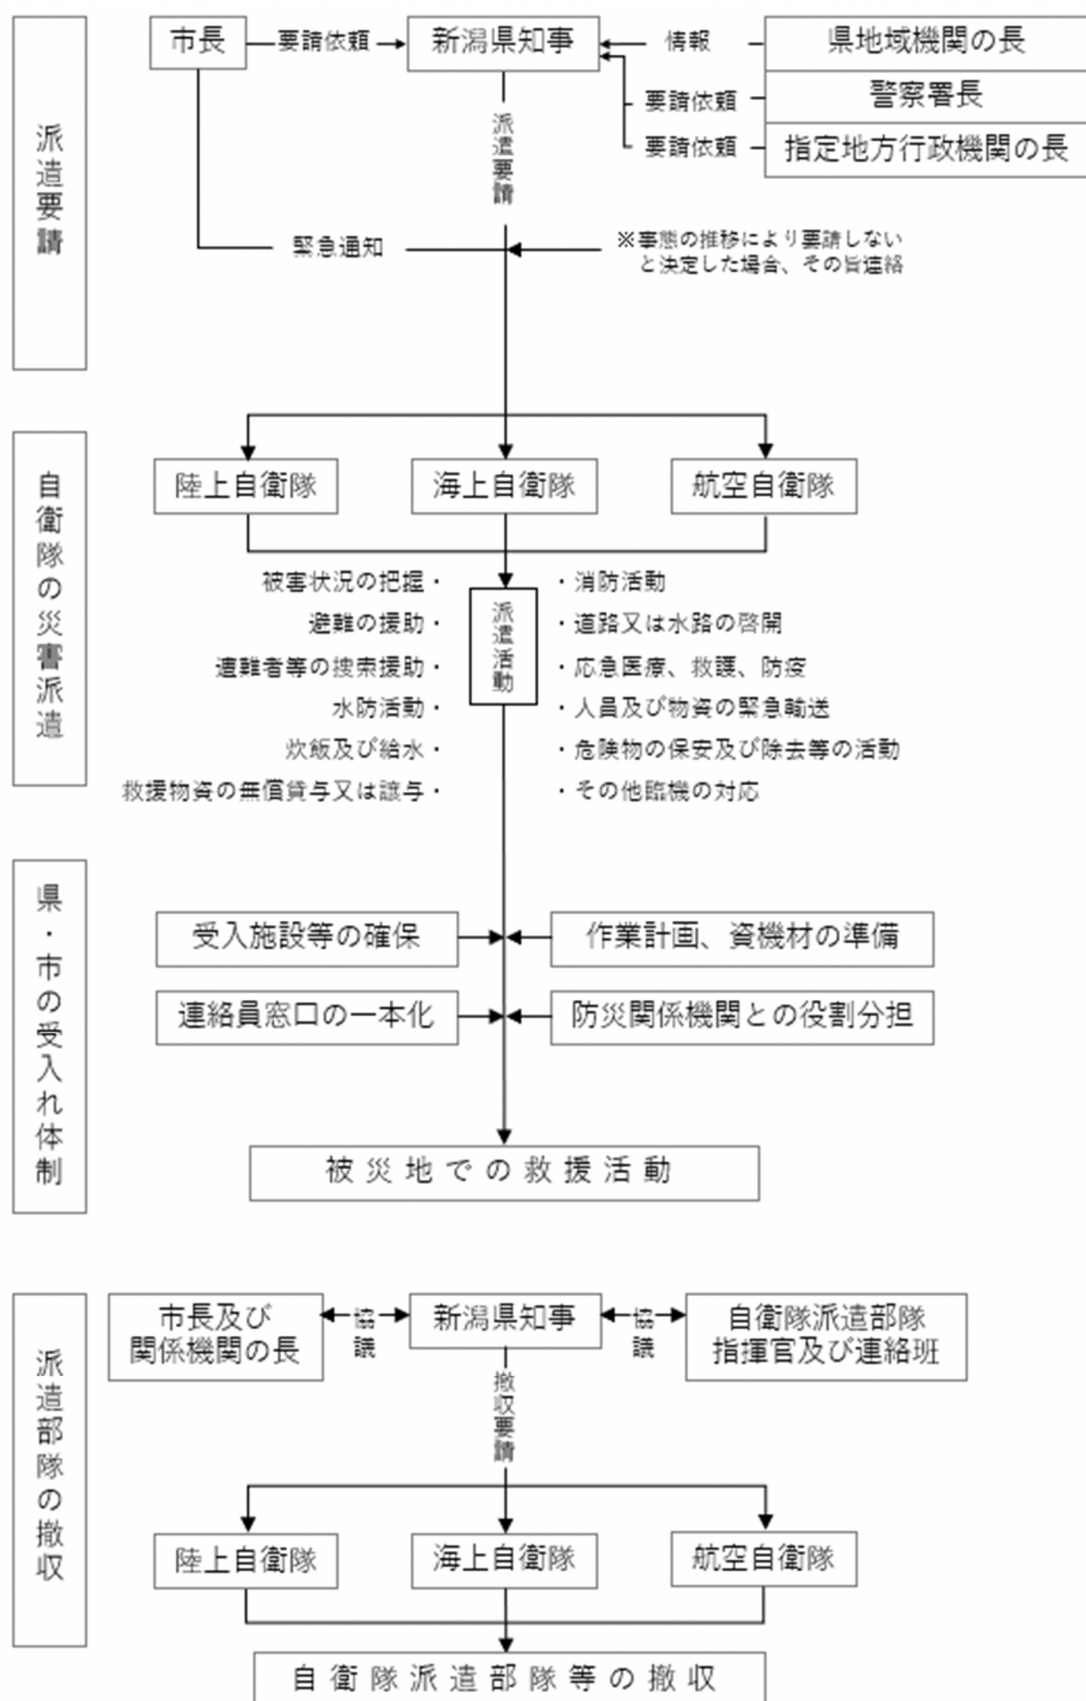 派遣要請
市長
要請依頼
新潟県知事
情報
県地域機関の長
要請依頼
警察署長
要請依頼
指定地方行政機関の長
派遣要請
緊急通知
※事態の推移により要請しない
と決定した場合、その旨連絡
自衛隊の災害派遣
陸上自衛隊
海上自衛隊
航空自衛隊
派遣活動
被害状況の把握・
避難の援助・
遭難者等の捜索援助・
水防活動・
炊飯及び給水・
救援物資の無償貸与又は譲与・
・消防活動
・道路又は水路の啓開
・応急医療、救護、防疫
・人員及び物資の緊急輸送
・危険物の保安及び除去等の活動
・その他臨機の対応
県・市の受入れ体制
受入施設等の確保
作業計画、資機材の準備
連絡員窓口の一本化
防災関係機関との役割分担
被災地での救援活動
派遣部隊の撤収
市長及び
関係機関の長
協議
新潟県知事
協議
自衛隊派遣部隊
指揮官及び連絡班
撤収要請
陸上自衛隊
海上自衛隊
航空自衛隊
自衛隊派遣部隊等の撤収